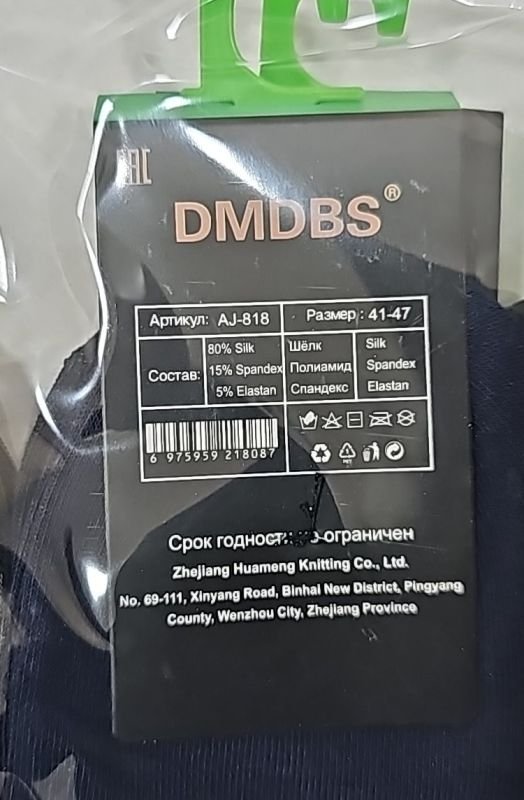 EAC
DMDBS®
Артикул: AJ-818
Размер: 41-47
Состав:
80% Silk
15% Spandex
5% Elastan
Шёлк
Полиамид
Спандекс
Silk
Spandex
Elastan
6 975959 218087
Срок годности ограничен
Zhejiang Huameng Knitting Co., Ltd.
No. 69-111, Xinyang Road, Binhai New District, Pingyang
County, Wenzhou City, Zhejiang Province